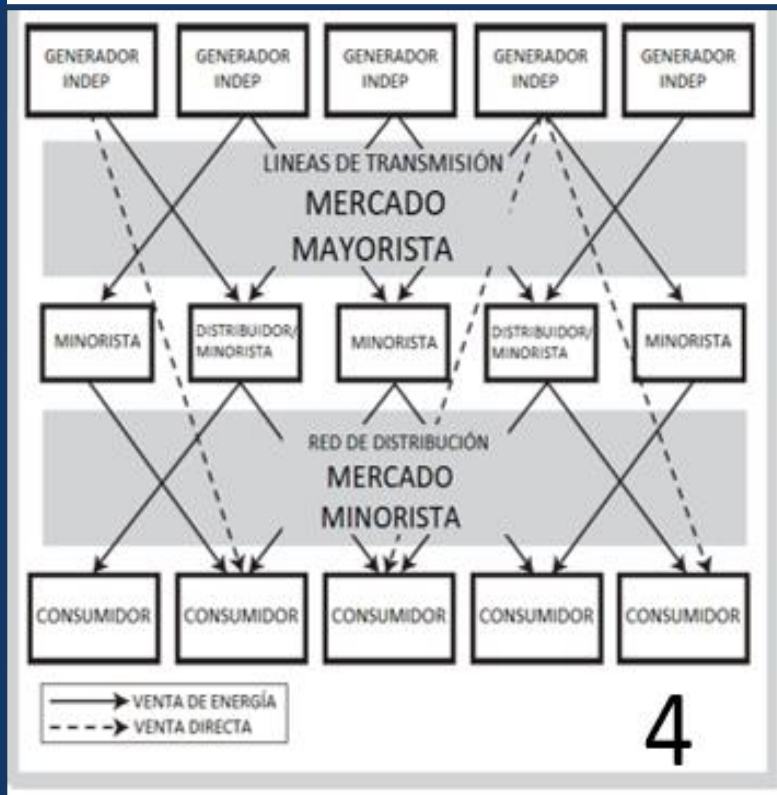 GENERADOR
INDEP
GENERADOR
INDEP
GENERADOR
INDEP
GENERADOR
INDEP
GENERADOR
INDEP
LINEAS DE TRANSMISIÓN
MERCADO
MAYORISTA
MINORISTA
DISTRIBUIDOR/
MINORISTA
MINORISTA
DISTRIBUIDOR/
MINORISTA
MINORISTA
RED DE DISTRIBUCIÓN
MERCADO
MINORISTA
CONSUMIDOR
CONSUMIDOR
CONSUMIDOR
CONSUMIDOR
CONSUMIDOR
VENTA DE ENERGÍA
VENTA DIRECTA
4